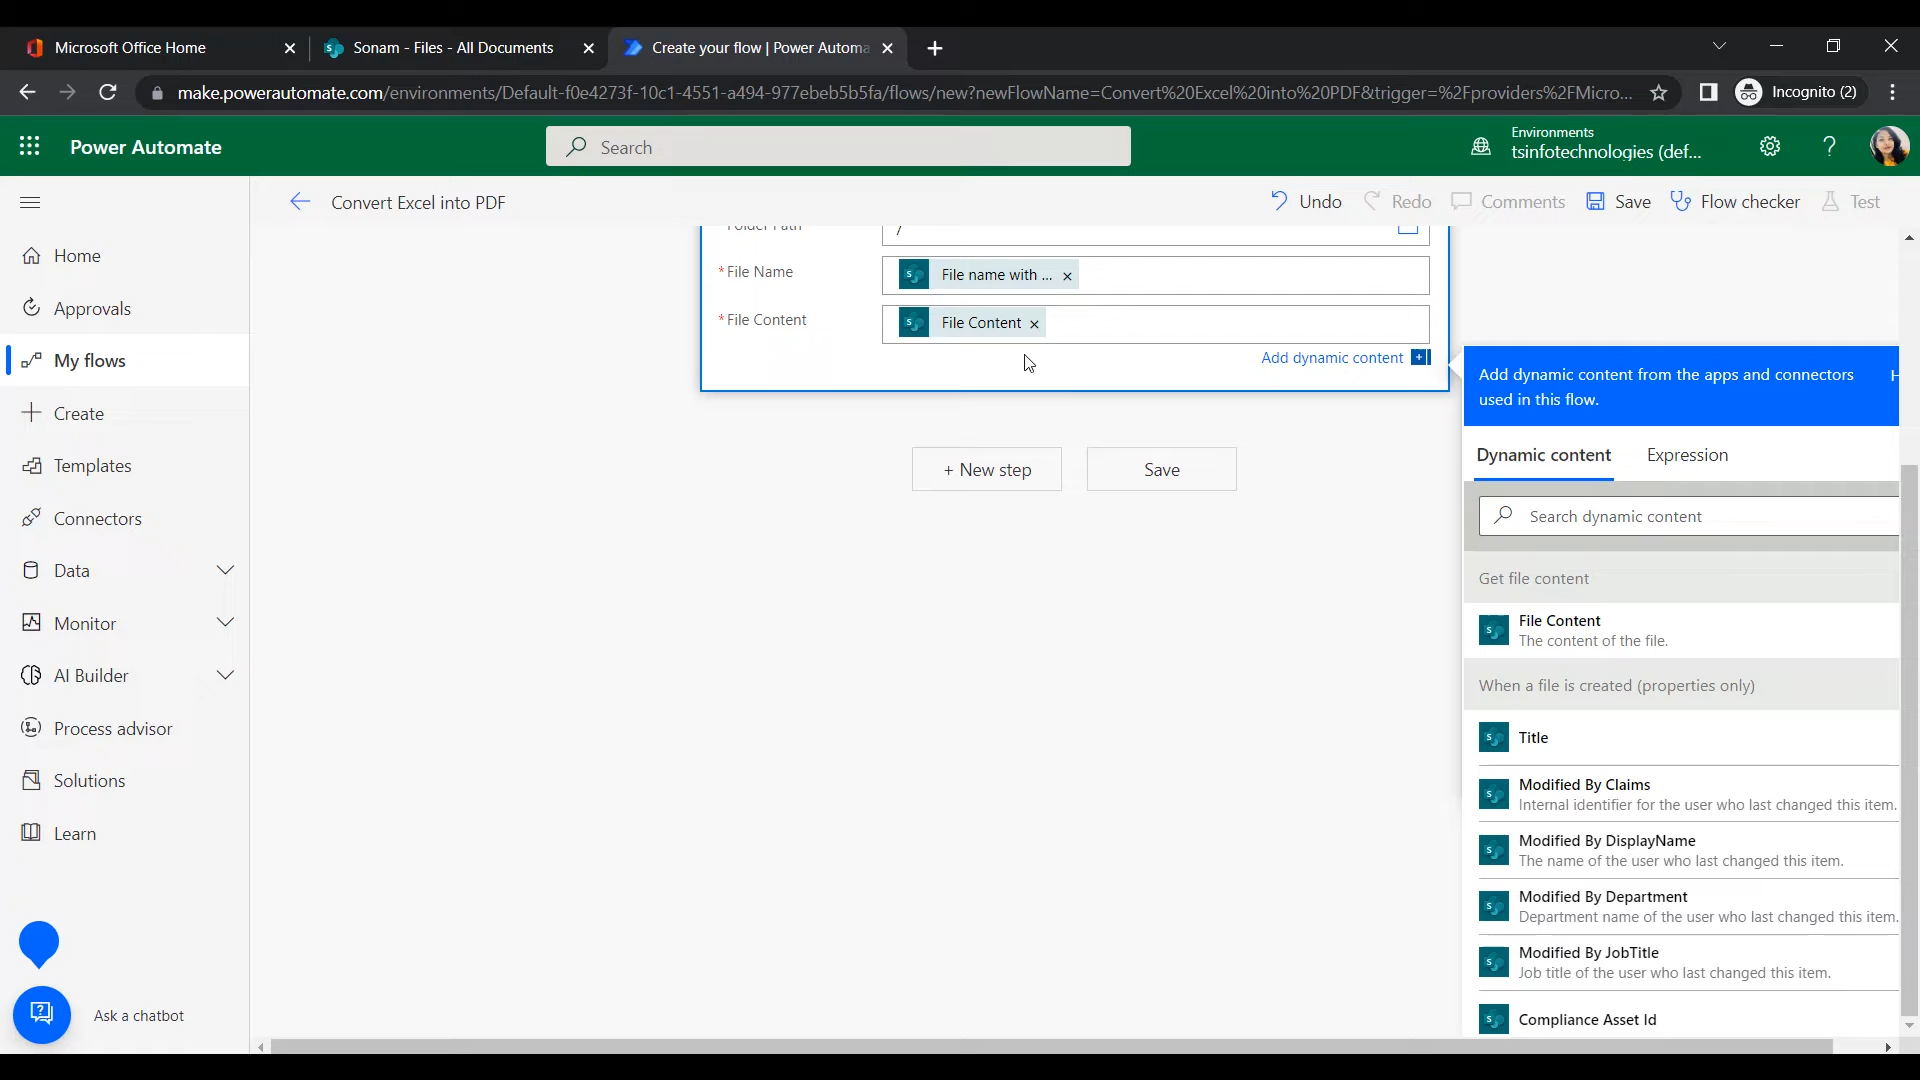 Microsoft Office Home
Sonam - Files - All Documents
Create your flow | Power Automa
make.powerautomate.com/environments/Default-f0e4273f-10c1-4551-a494-977ebeb5b5fa/flows/new?newFlowName=Convert%20Excel%20into%20PDF&trigger=%2Fproviders%2FMicro...
Incognito (2)
Power Automate
Search
Environments
tsinfotechnologies (def...
Convert Excel into PDF
Undo
Redo
Comments
Save
Flow checker
Test
Home
Approvals
My flows
Create
Templates
Connectors
Data
Monitor
AI Builder
Process advisor
Solutions
Learn
Ask a chatbot
Folder Path
/
* File Name
File name with ... ×
* File Content
File Content ×
Add dynamic content
+ New step
Save
Add dynamic content from the apps and connectors
used in this flow.
H
Dynamic content
Expression
Search dynamic content
Get file content
File Content
The content of the file.
When a file is created (properties only)
Title
Modified By Claims
Internal identifier for the user who last changed this item.
Modified By DisplayName
The name of the user who last changed this item.
Modified By Department
Department name of the user who last changed this item.
Modified By JobTitle
Job title of the user who last changed this item.
Compliance Asset Id